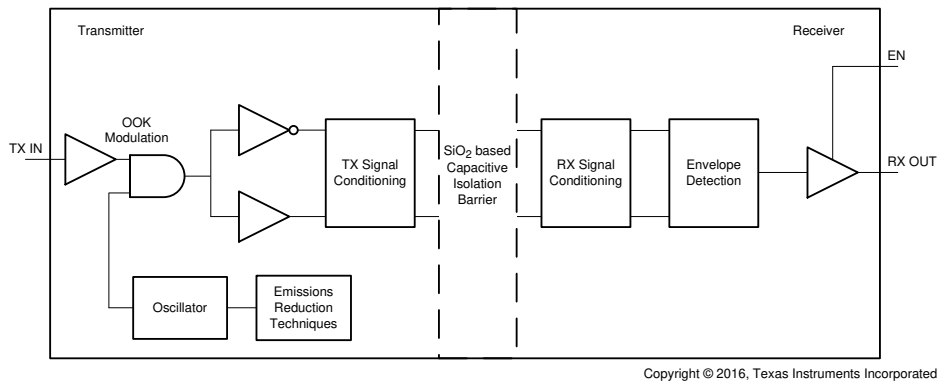 Transmitter
Receiver
EN
OOK
Modulation
TX IN
TX Signal
Conditioning
SiO2 based
Capacitive
Isolation
Barrier
RX Signal
Conditioning
Envelope
Detection
RX OUT
Oscillator
Emissions
Reduction
Techniques
Copyright © 2016, Texas Instruments Incorporated